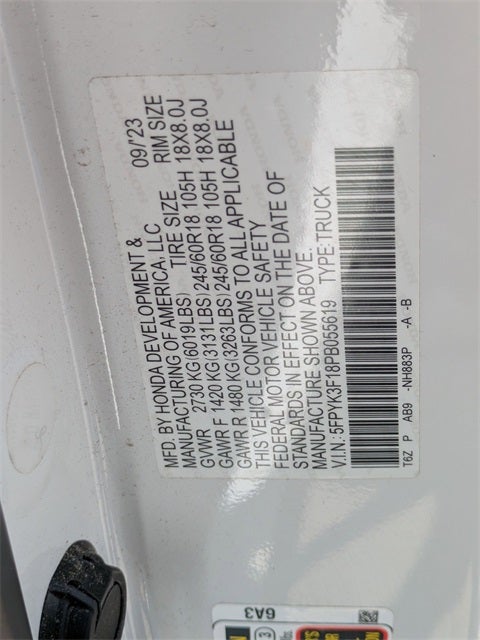 MFD. BY HONDA DEVELOPMENT &
MANUFACTURING OF AMERICA, LLC 09/'23
GVWR 2730 KG(6019LBS) TIRE SIZE RIM SIZE
GAWR F 1420 KG(3131LBS) 245/60R18 105H 18X8.0J
GAWR R 1480 KG(3263LBS) 245/60R18 105H 18X8.0J
THIS VEHICLE CONFORMS TO ALL APPLICABLE
FEDERAL MOTOR VEHICLE SAFETY
STANDARDS IN EFFECT ON THE DATE OF
MANUFACTURE SHOWN ABOVE.
V.I.N.: 5FPYK3F18PB055619 TYPE:TRUCK
T6Z P AB9 -NH883P -A -B
6A3
3